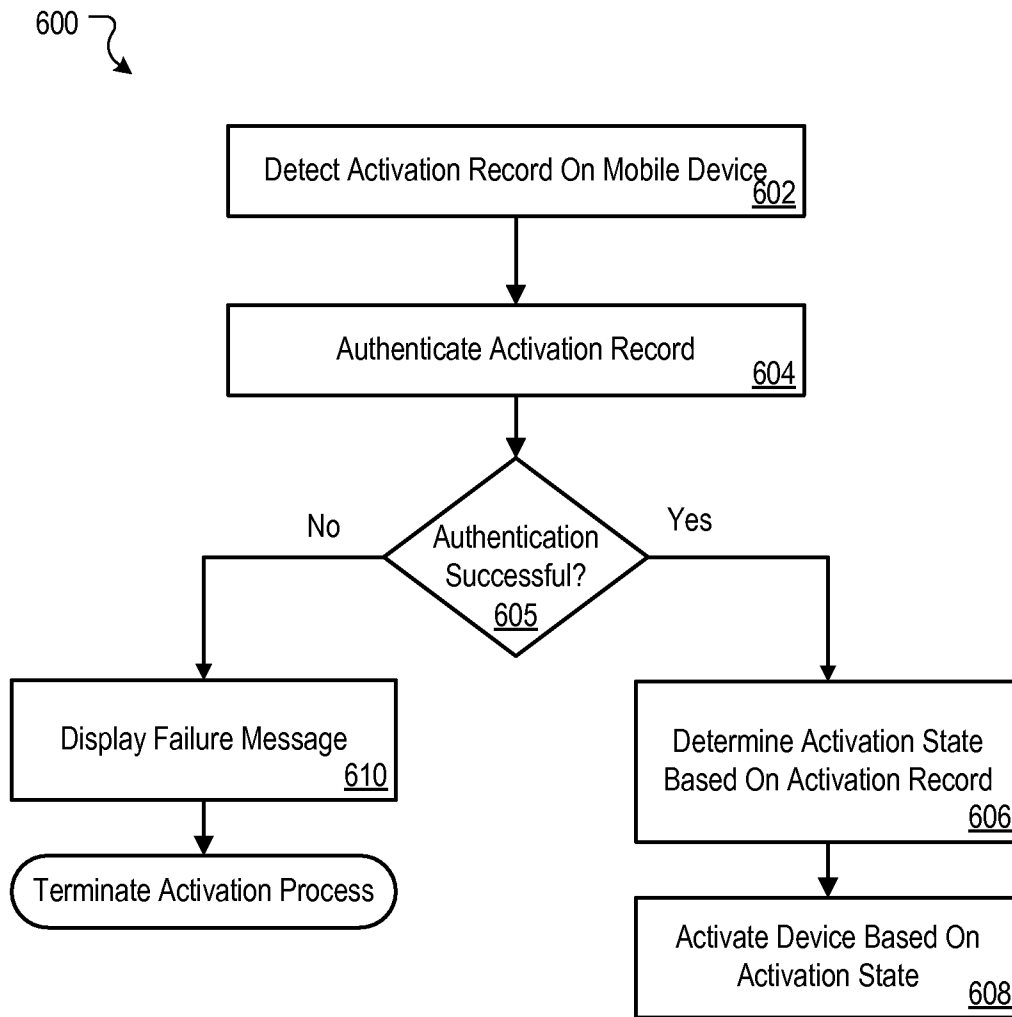 600
Detect Activation Record On Mobile Device
602
Authenticate Activation Record
604
No
Yes
Authentication
Successful?
605
Display Failure Message
610
Determine Activation State
Based On Activation Record
606
Terminate Activation Process
Activate Device Based On
Activation State
608